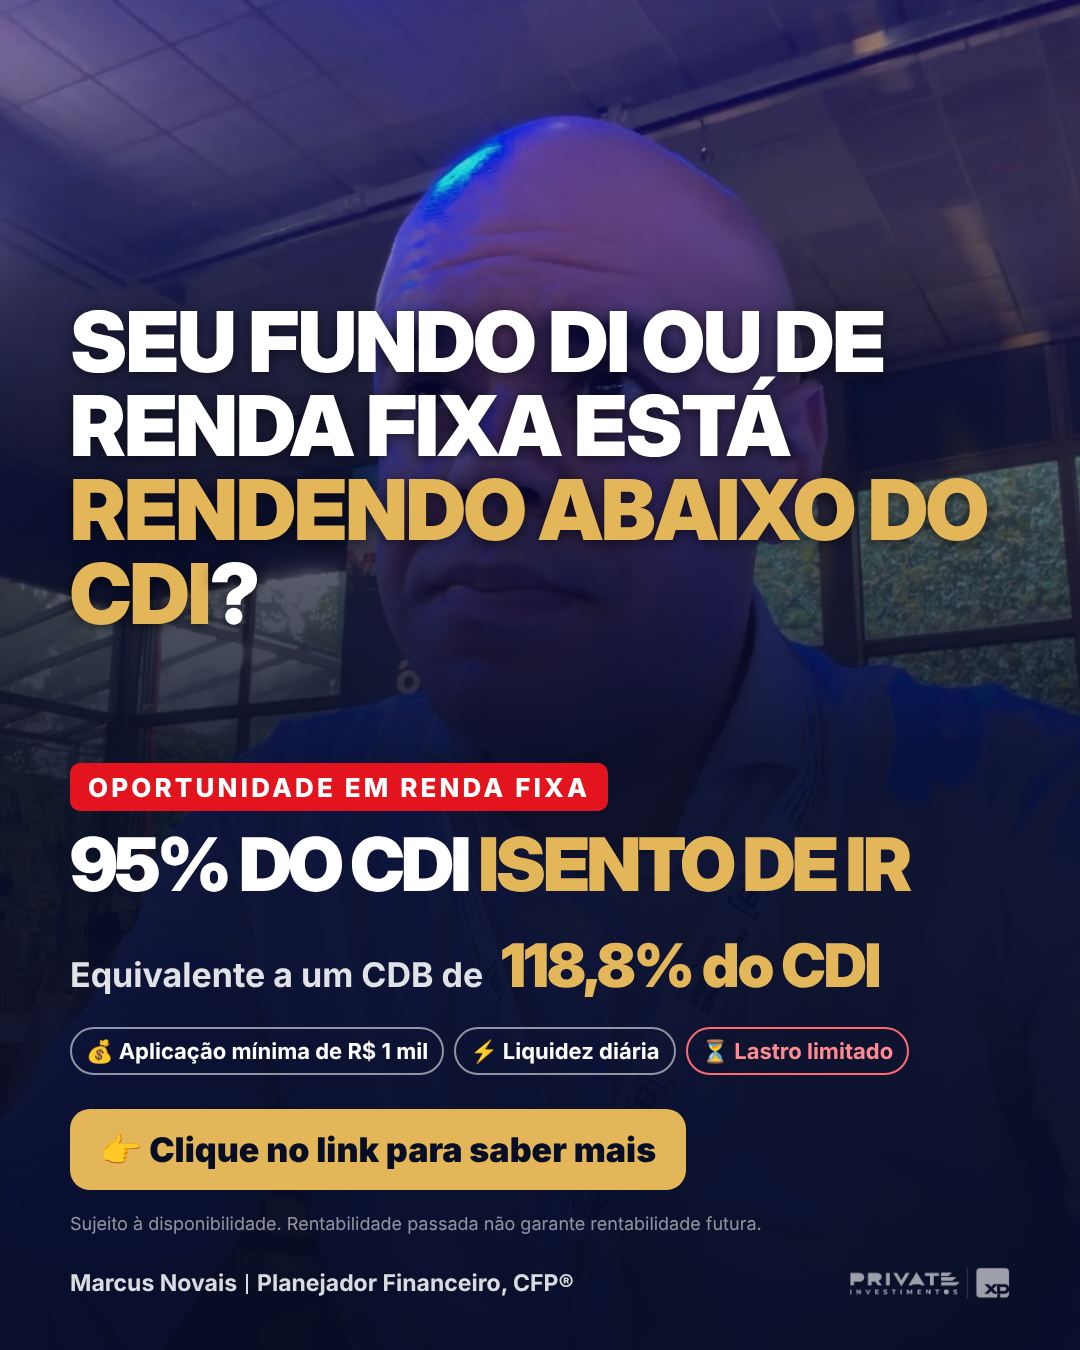 SEU FUNDO DI OU DE
RENDA FIXA ESTÁ
RENDENDO ABAIXO DO
CDI?
OPORTUNIDADE EM RENDA FIXA
95% DO CDI ISENTO DE IR
Equivalente a um CDB de 118,8% do CDI
💰 Aplicação mínima de R$ 1 mil ⚡ Liquidez diária ⏳ Lastro limitado
👉 Clique no link para saber mais
Sujeito à disponibilidade. Rentabilidade passada não garante rentabilidade futura.
Marcus Novais | Planejador Financeiro, CFP®
PRIVATE
INVESTIMENTOS
xp